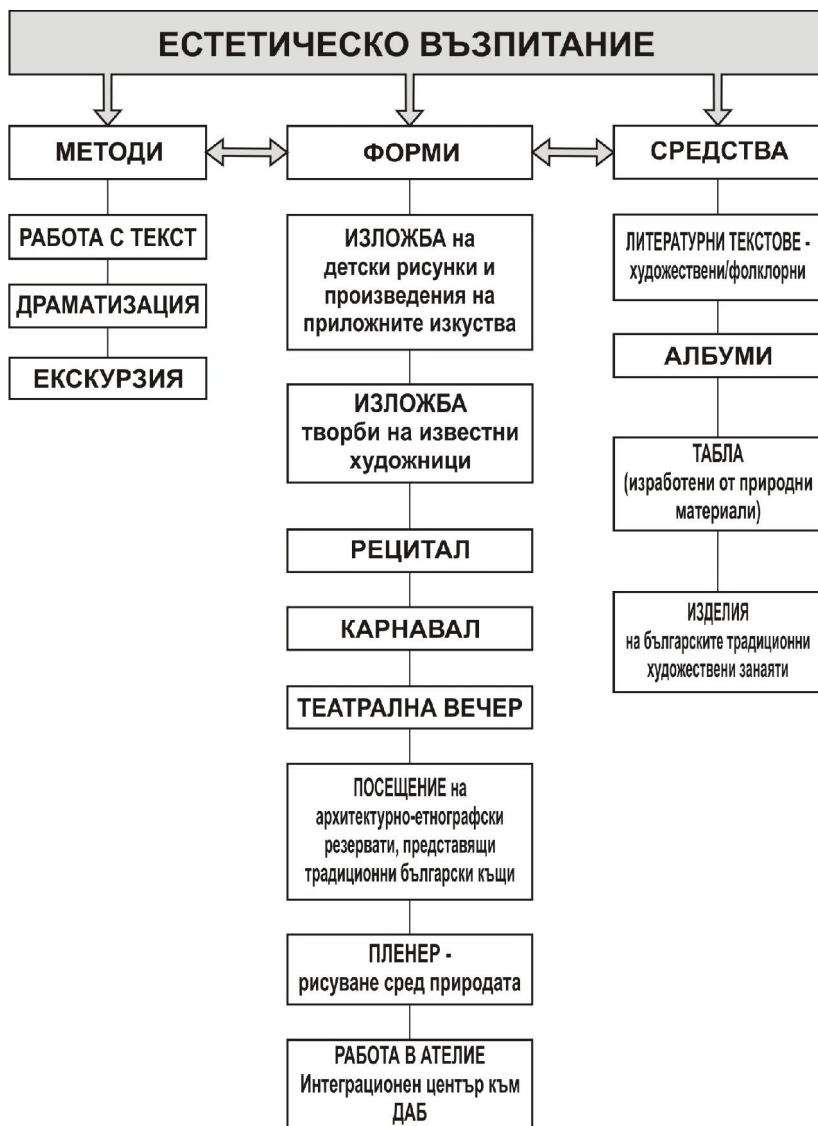 ЕСТЕТИЧЕСКО ВЪЗПИТАНИЕ
МЕТОДИ
РАБОТА С ТЕКСТ
ДРАМАТИЗАЦИЯ
ЕКСКУРЗИЯ
ФОРМИ
ИЗЛОЖБА на
детски рисунки и
произведения на
приложните изкуства
ИЗЛОЖБА
творби на известни
художници
РЕЦИТАЛ
КАРНАВАЛ
ТЕАТРАЛНА ВЕЧЕР
ПОСЕЩЕНИЕ на
архитектурно-етнографски
резервати, представящи
традиционни български къщи
ПЛЕНЕР -
рисуване сред природата
РАБОТА В АТЕЛИЕ
Интеграционен център към
ДАБ
СРЕДСТВА
ЛИТЕРАТУРНИ ТЕКСТОВЕ -
художествени/фолклорни
АЛБУМИ
ТАБЛА
(изработени от природни
материали)
ИЗДЕЛИЯ
на българските традиционни
художествени занаяти